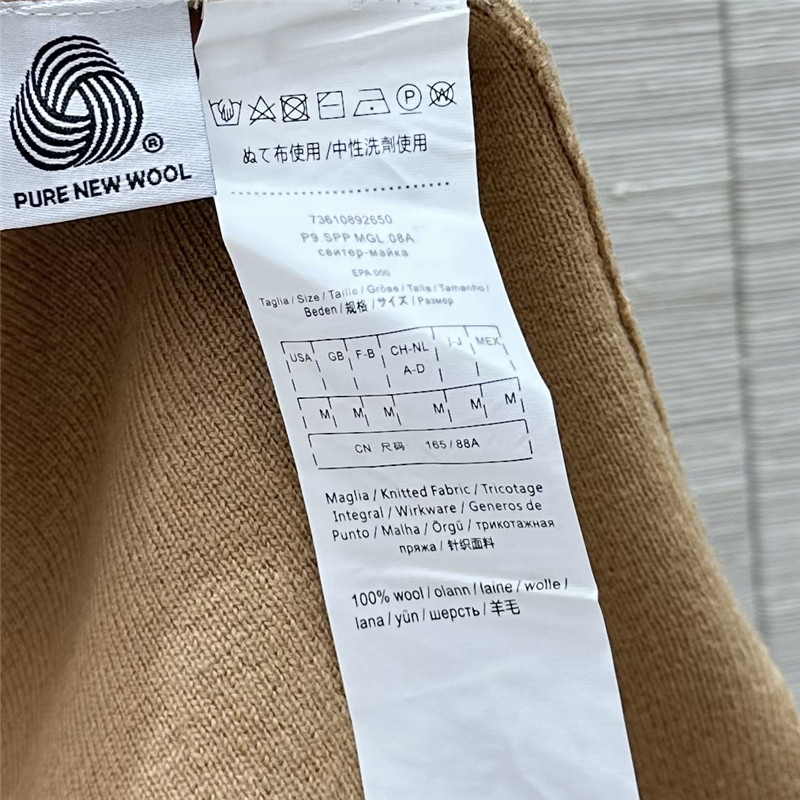 PURE NEW WOOL
®
P
W
ぬて布使用/中性洗劑使用
73610892650
P9 SPP MGL 08A
свитер-майка
EPA 000
Taglia / Size / Taille / Grösse / Talla / Tamanho /
Beden / 规格 / サイズ / Размер
USA GB F-B CH-NL I-J MEX
A-D
M M M M M M
CN 尺码 165/88A
Maglia / Knitted Fabric / Tricotage
Integral / Wirkware / Generos de
Punto / Malha / Örgü / трикотажная
пряжа / 针织面料
100% wool / olann / laine / wolle /
lana / yün / шерсть / 羊毛